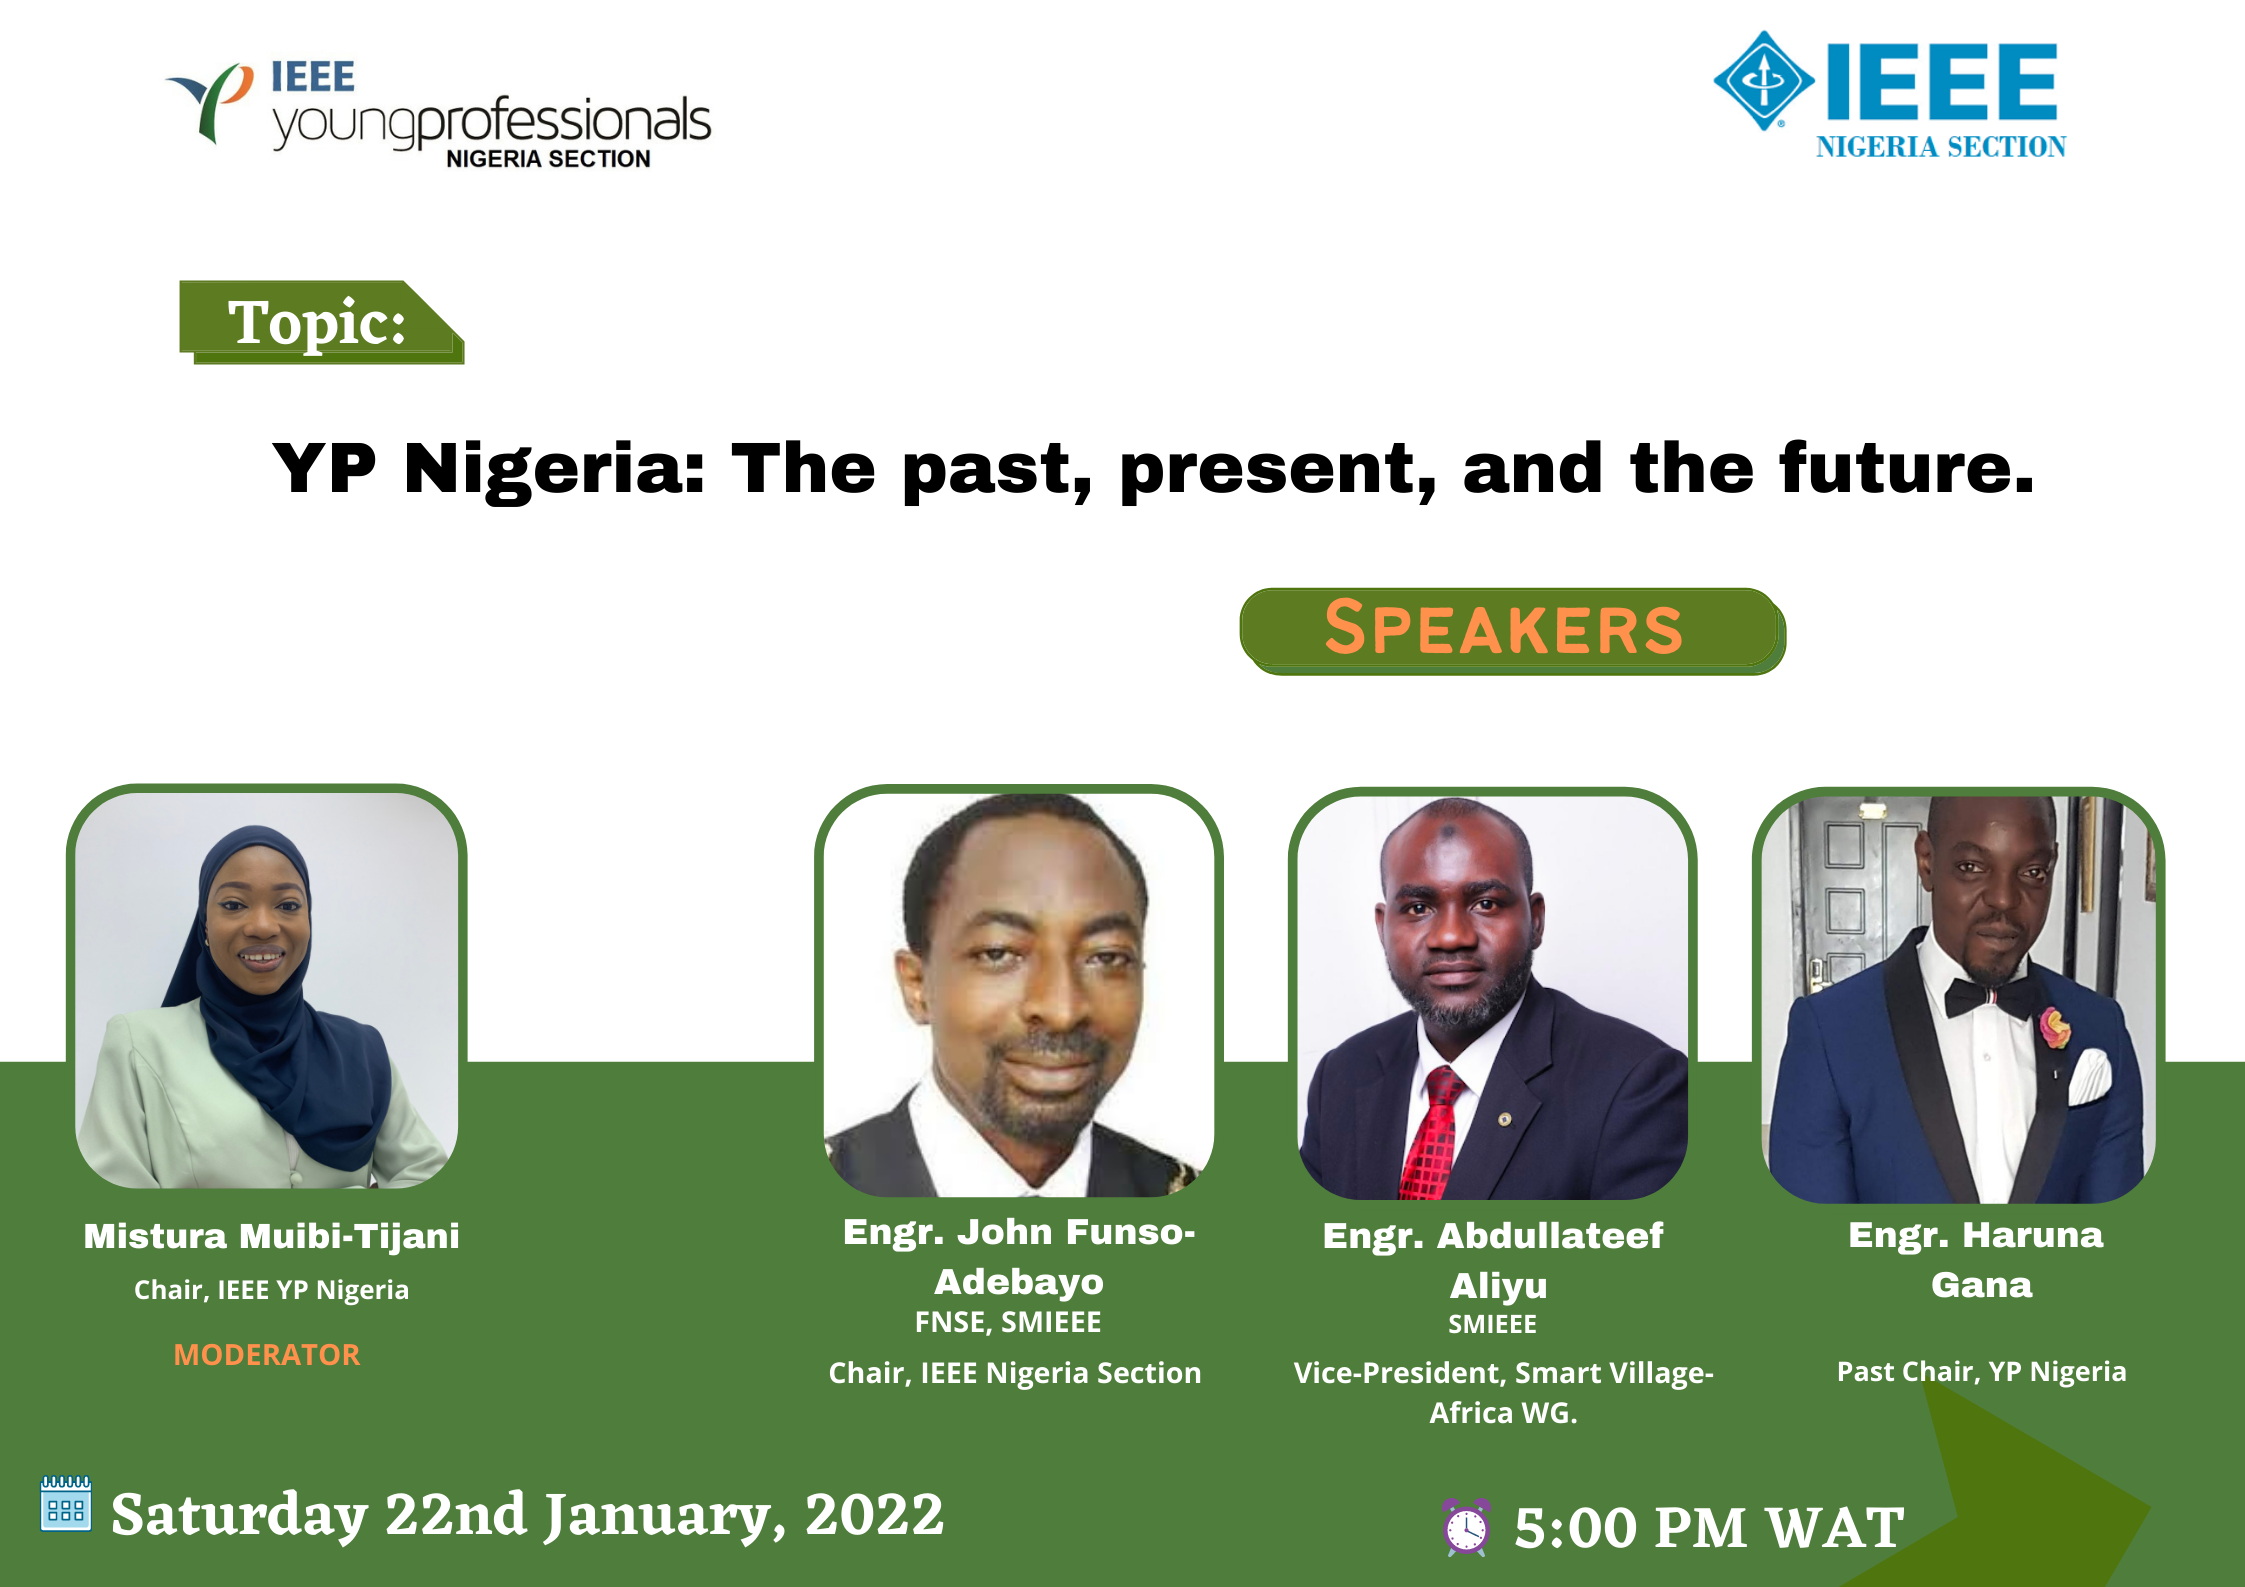 IEEE
youngprofessionals
NIGERIA SECTION
IEEE
NIGERIA SECTION
Topic:
YP Nigeria: The past, present, and the future.
SPEAKERS
Mistura Muibi-Tijani
Chair, IEEE YP Nigeria
MODERATOR
Engr. John Funso-
Adebayo
FNSE, SMIEEE
Chair, IEEE Nigeria Section
Engr. Abdullateef
Aliyu
SMIEEE
Vice-President, Smart Village-
Africa WG.
Engr. Haruna
Gana
Past Chair, YP Nigeria
Saturday 22nd January, 2022
5:00 PM WAT